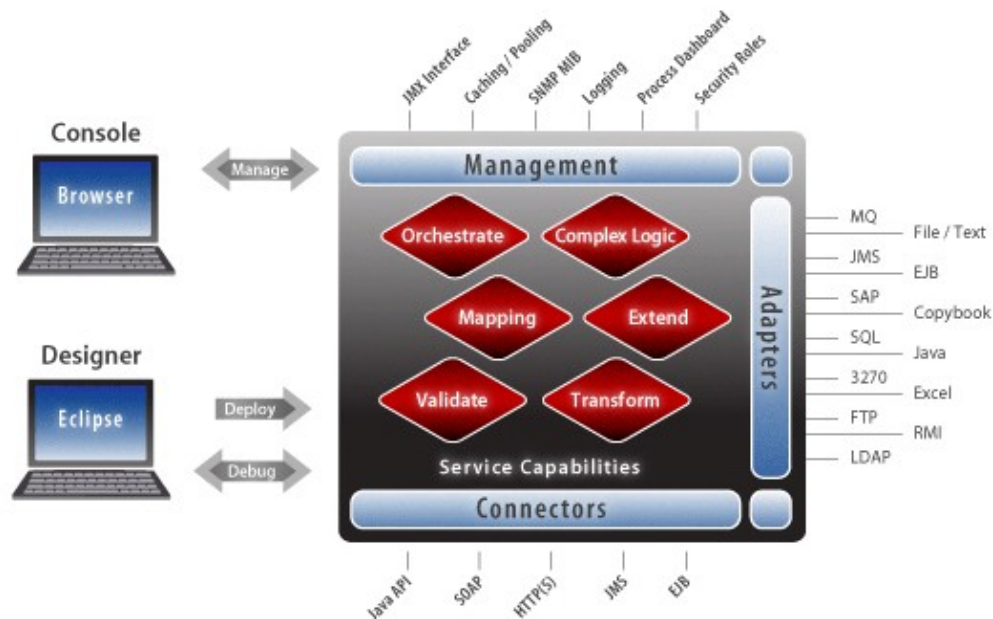 JMX Interface
Caching / Pooling
SNMP MIB
Logging
Process Dashboard
Security Roles
Console
Browser
Manage
Management
Orchestrate
Complex Logic
Mapping
Extend
Validate
Transform
Service Capabilities
Adapters
MQ
File / Text
JMS
EJB
SAP
Copybook
SQL
Java
3270
Excel
FTP
RMI
LDAP
Designer
Eclipse
Deploy
Debug
Connectors
Java API
SOAP
HTTP(S)
JMS
EJB